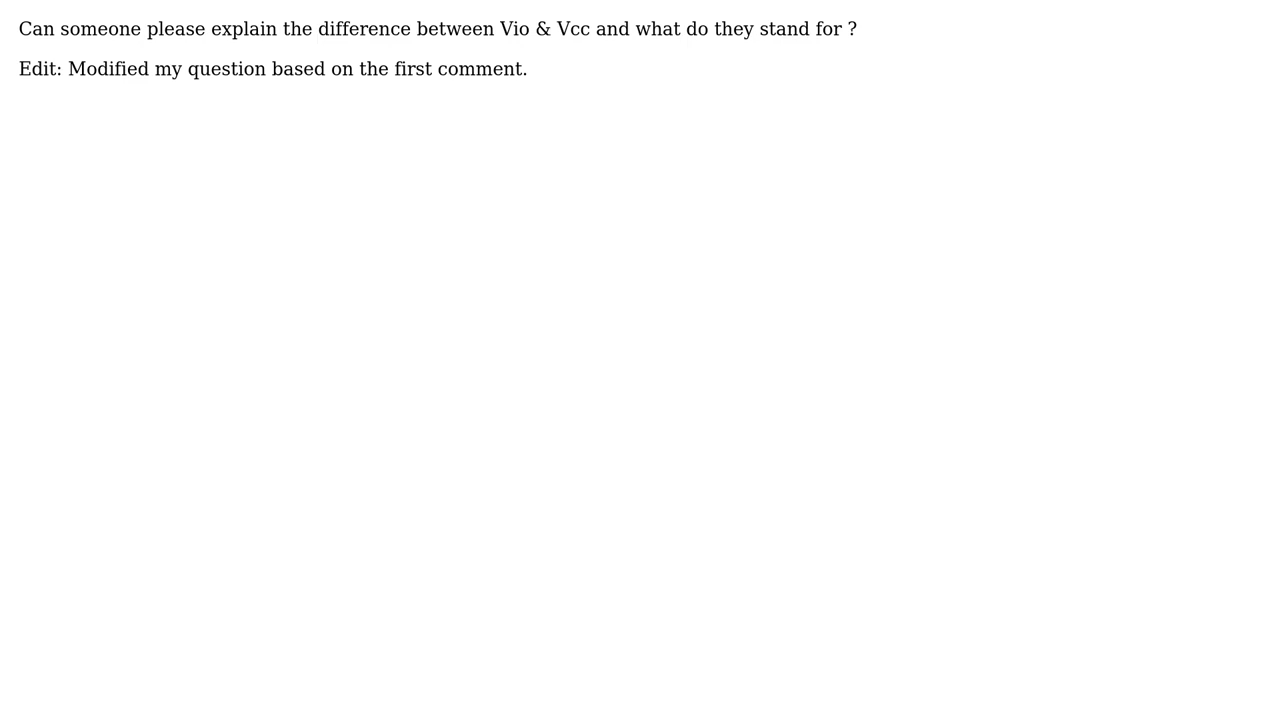 Can someone please explain the difference between Vio & Vcc and what do they stand for ?
Edit: Modified my question based on the first comment.